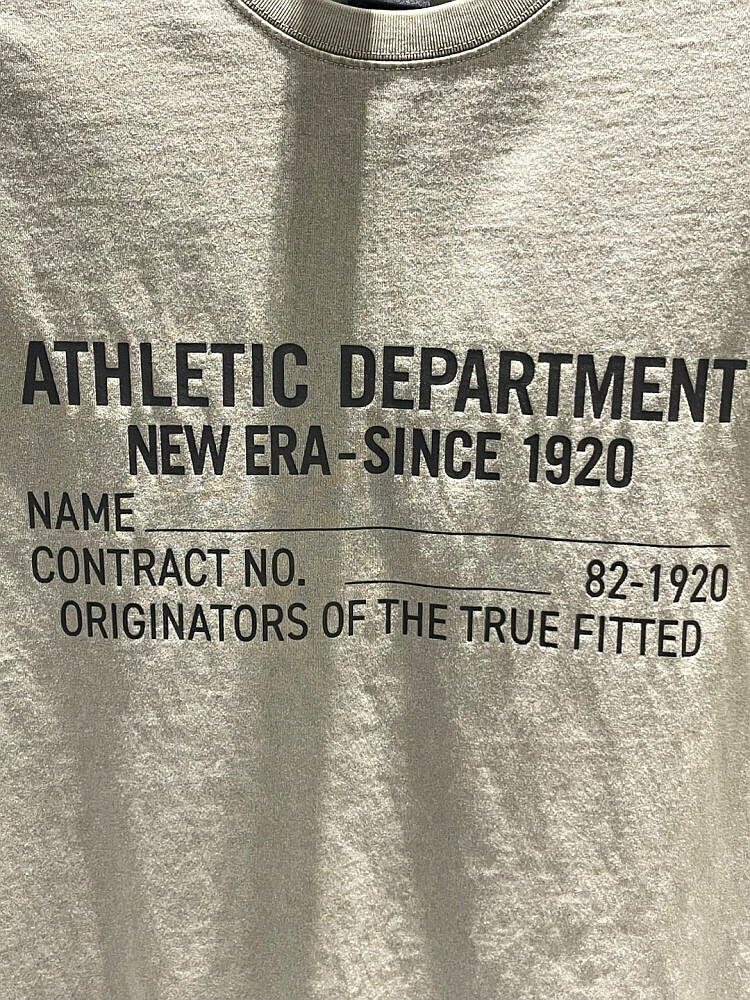 ATHLETIC DEPARTMENT
NEW ERA-SINCE 1920
NAME
CONTRACT NO. 82-1920
ORIGINATORS OF THE TRUE FITTED